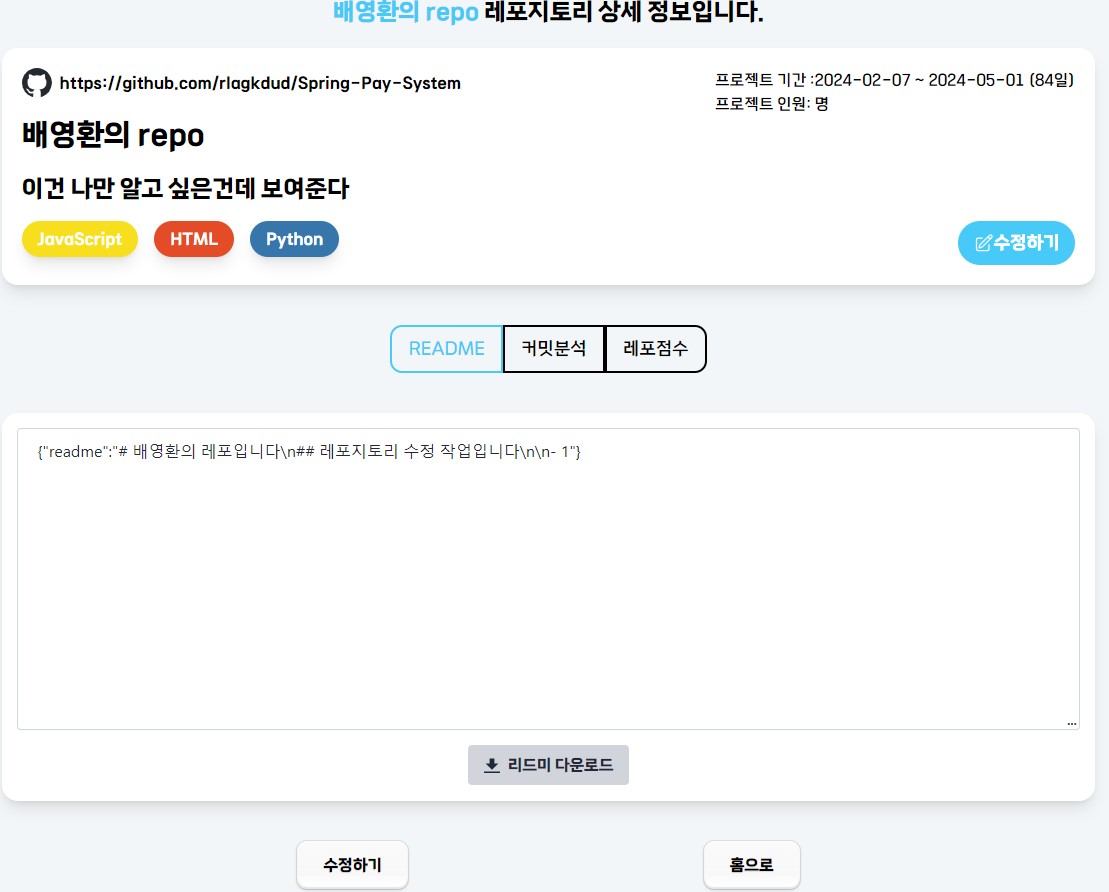 배영환의 repo 레포지토리 상세 정보입니다.
https://github.com/rlagkdud/Spring-Pay-System
프로젝트 기간 :2024-02-07 ~ 2024-05-01 (84일)
프로젝트 인원: 명
배영환의 repo
이건 나만 알고 싶은건데 보여준다
JavaScript HTML Python
수정하기
README 커밋분석 레포점수
{"readme":"# 배영환의 레포입니다\n## 레포지토리 수정 작업입니다\n\n- 1"}
...
리드미 다운로드
수정하기 홈으로